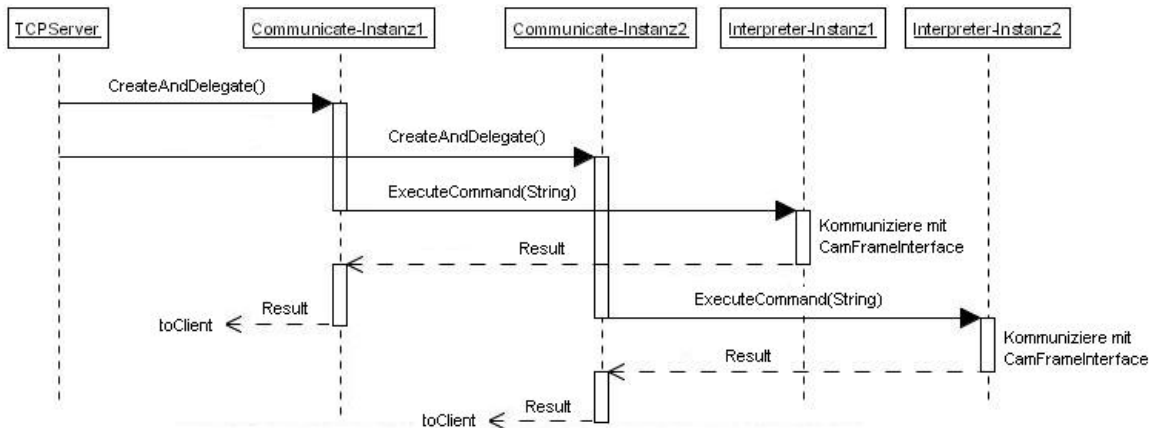 TCPServer
Communicate-Instanz1
Communicate-Instanz2
Interpreter-Instanz1
Interpreter-Instanz2
CreateAndDelegate()
CreateAndDelegate()
ExecuteCommand(String)
Kommuniziere mit
CamFrameInterface
Result
Result
toClient
ExecuteCommand(String)
Kommuniziere mit
CamFrameInterface
Result
Result
toClient